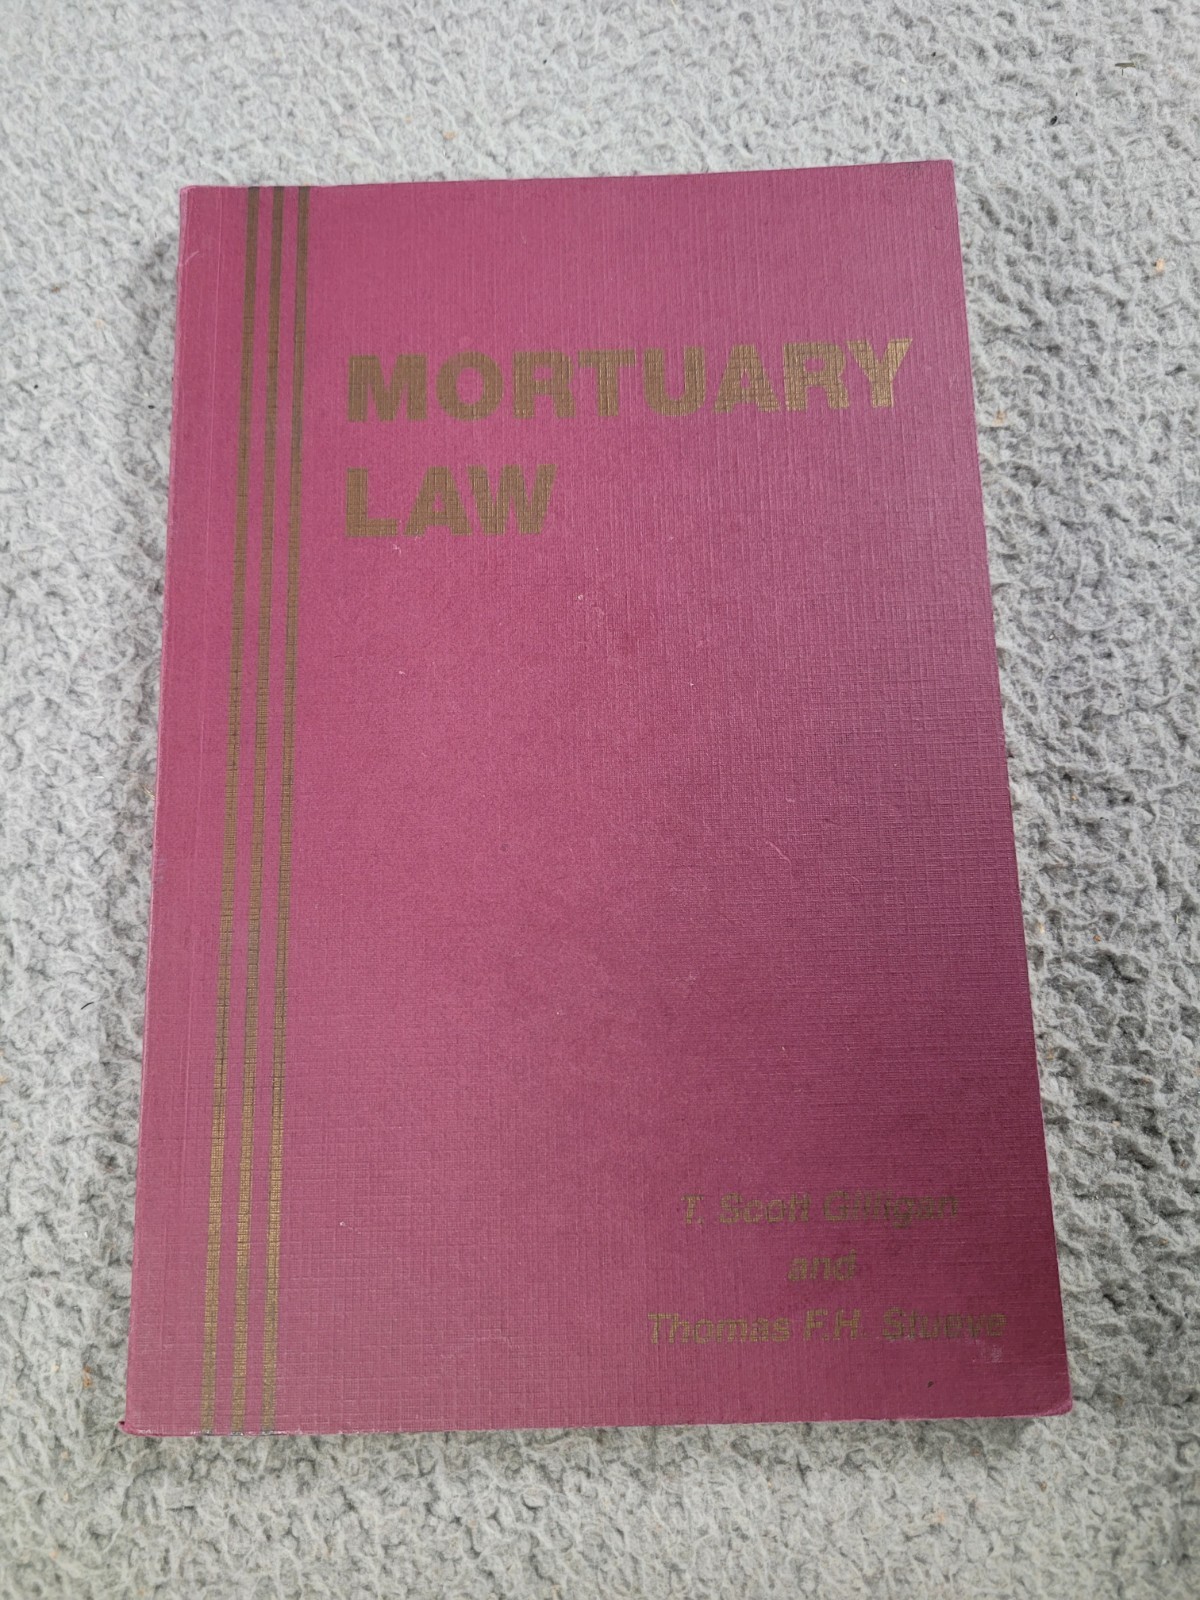 MORTUARY
LAW
T. Scott Gilligan
and
Thomas F.H. Stueve